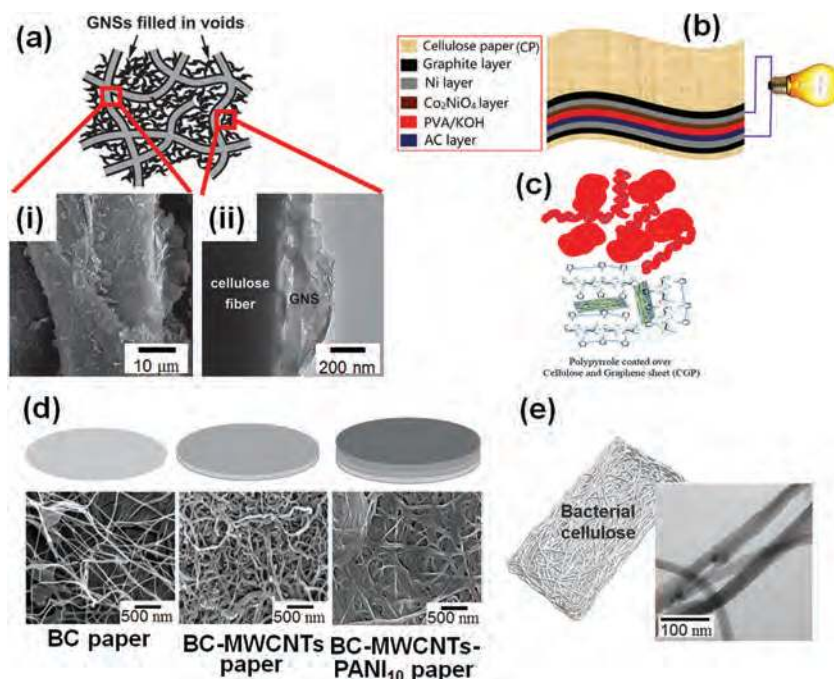 (a)
GNSs filled in voids
(i)
10 µm
(ii)
cellulose
fiber
GNS
200 nm
(b)
Cellulose paper (CP)
Graphite layer
Ni layer
Co₂NiO₄ layer
PVA/KOH
AC layer
(c)
Polypyrrole coated over
Cellulose and Graphene sheet (CGP)
(d)
500 nm
BC paper
500 nm
BC-MWCNTs
paper
500 nm
BC-MWCNTs-
PANI₁₀ paper
(e)
Bacterial
cellulose
100 nm